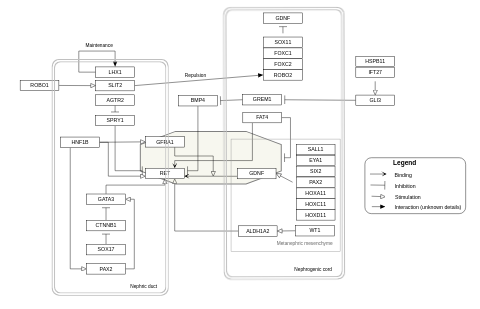 GDNF
Maintenance
SOX11
FOXC1
FOXC2
ROBO2
HSPB11
IFT27
LHX1
Repulsion
ROBO1
SLIT2
AGTR2
BMP4
GREM1
GLI3
SPRY1
FAT4
HNF1B
GFRA1
SALL1
EYA1
SIX2
PAX2
HOXA11
HOXC11
HOXD11
RET
GDNF
Legend
Binding
Inhibition
Stimulation
Interaction (unknown details)
GATA3
CTNNB1
ALDH1A2
WT1
SOX17
Metanephric mesenchyme
PAX2
Nephrogenic cord
Nephric duct